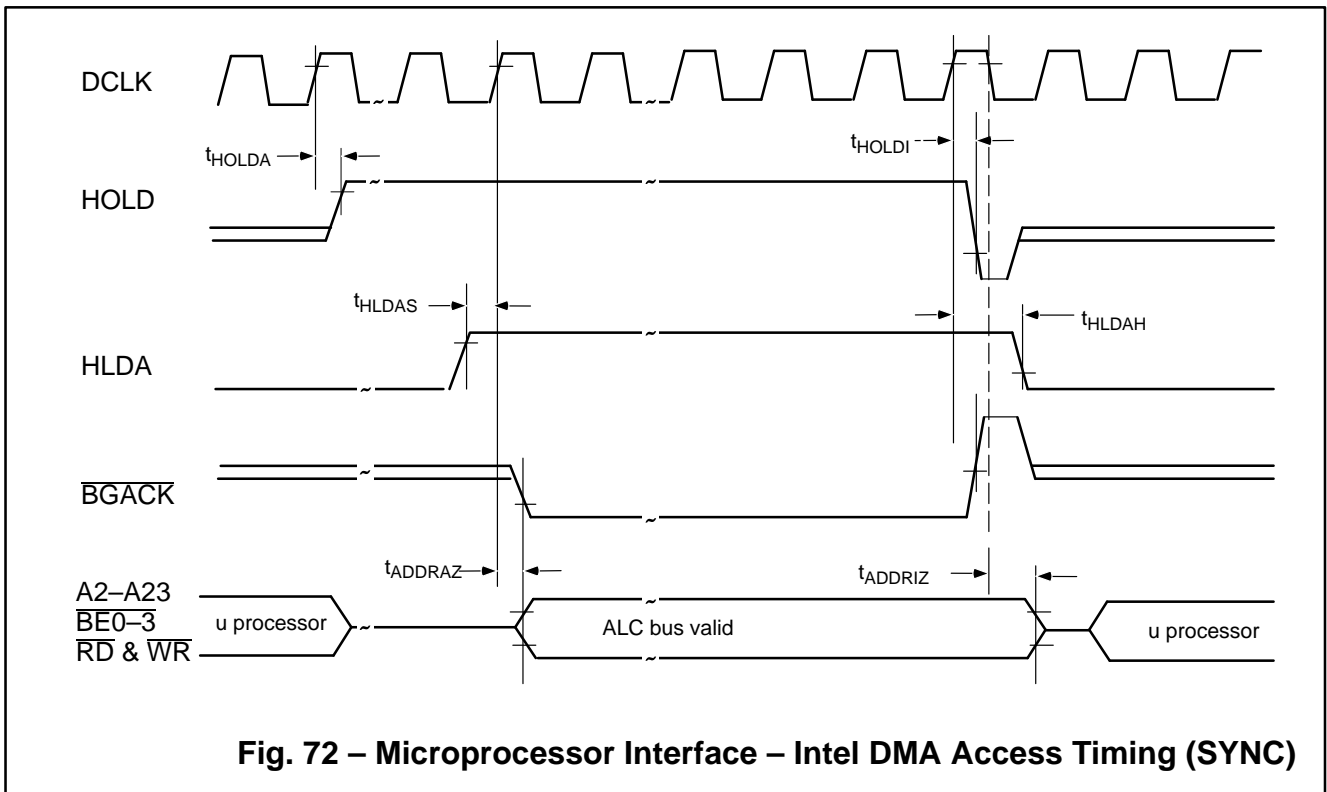 DCLK
tHOLDA
tHOLDI
HOLD
tHLDAS
tHLDAH
HLDA
BGACK
tADDRAZ
tADDRIZ
A2–A23
BE0–3
RD & WR
u processor
ALC bus valid
u processor
Fig. 72 – Microprocessor Interface – Intel DMA Access Timing (SYNC)